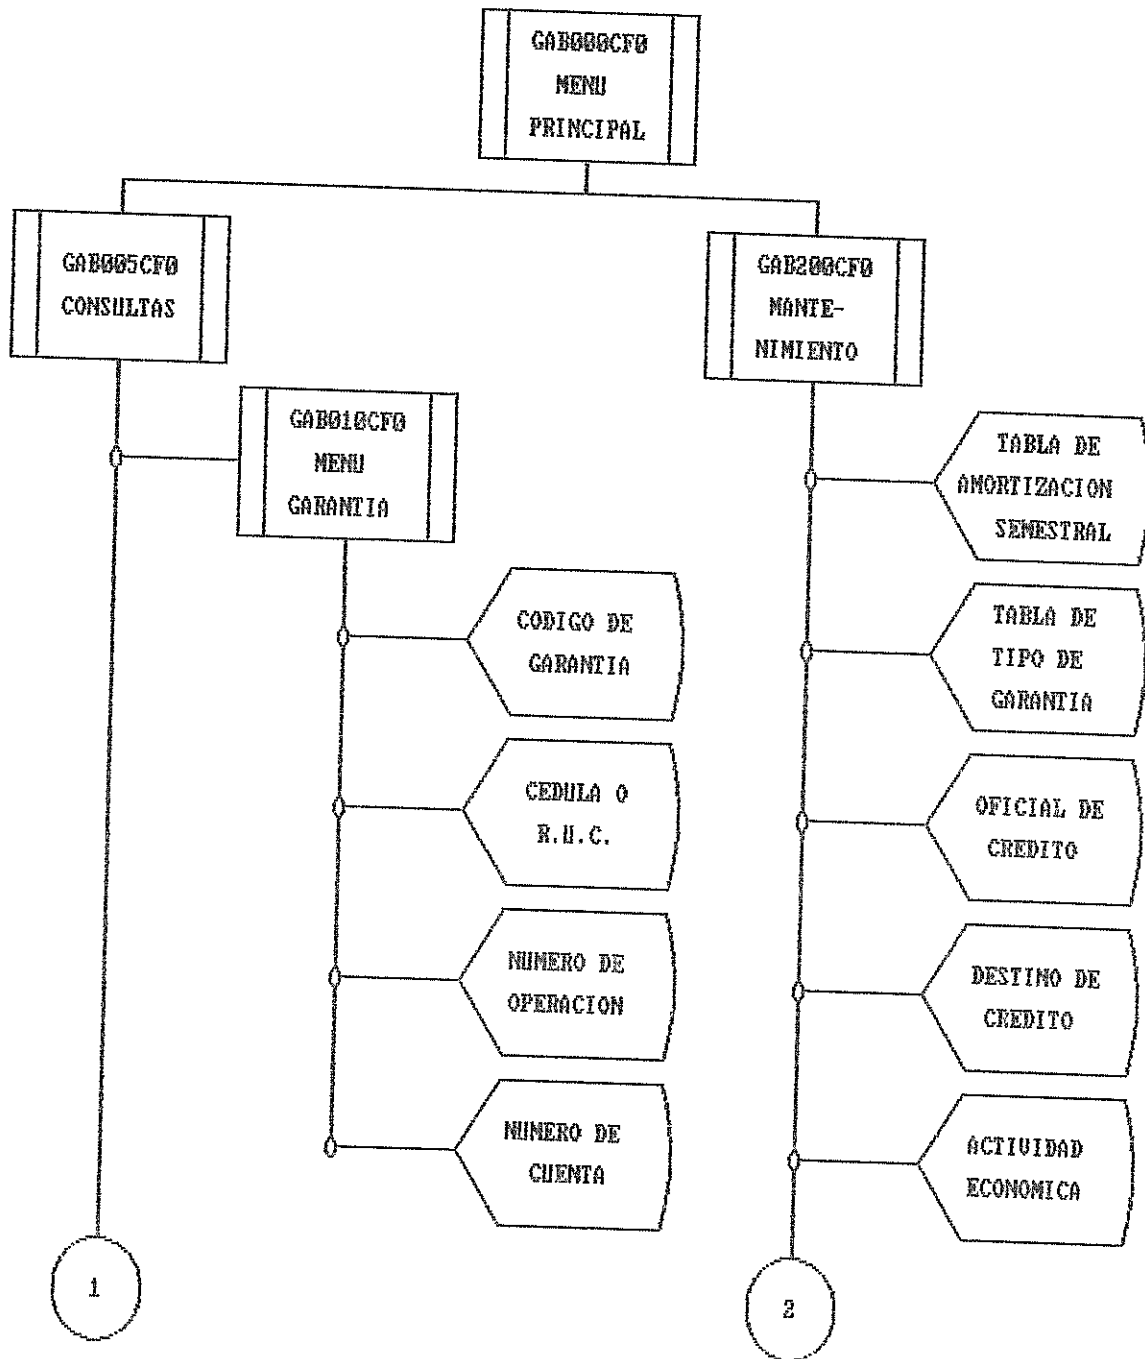 GAB000CF0
MENU
PRINCIPAL
GAB005CF0
CONSULTAS
GAB200CF0
MANTE-
NIMIENTO
GAB010CF0
MENU
GARANTIA
TABLA DE
AMORTIZACION
SEMESTRAL
CODIGO DE
GARANTIA
TABLA DE
TIPO DE
GARANTIA
CEDULA O
R.U.C.
OFICIAL DE
CREDITO
NUMERO DE
OPERACION
DESTINO DE
CREDITO
NUMERO DE
CUENTA
ACTIVIDAD
ECONOMICA
1
2